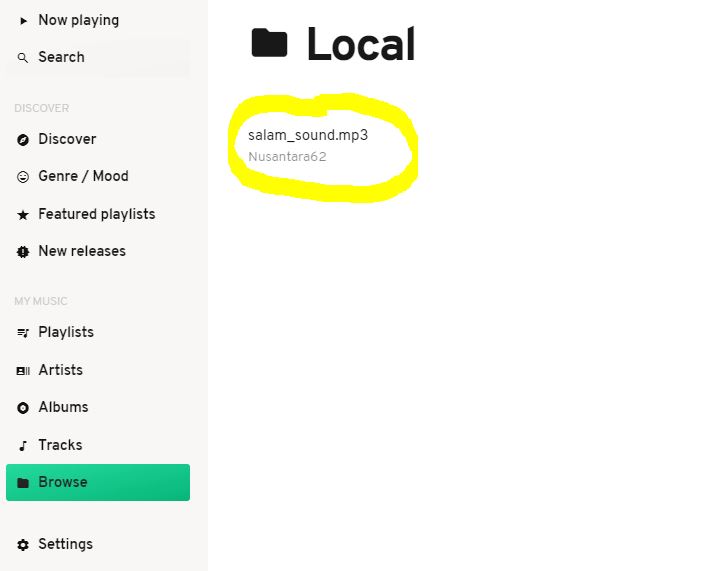 Now playing
Search
DISCOVER
Discover
Genre / Mood
Featured playlists
New releases
MY MUSIC
Playlists
Artists
Albums
Tracks
Browse
Settings
Local
salam_sound.mp3
Nusantara62